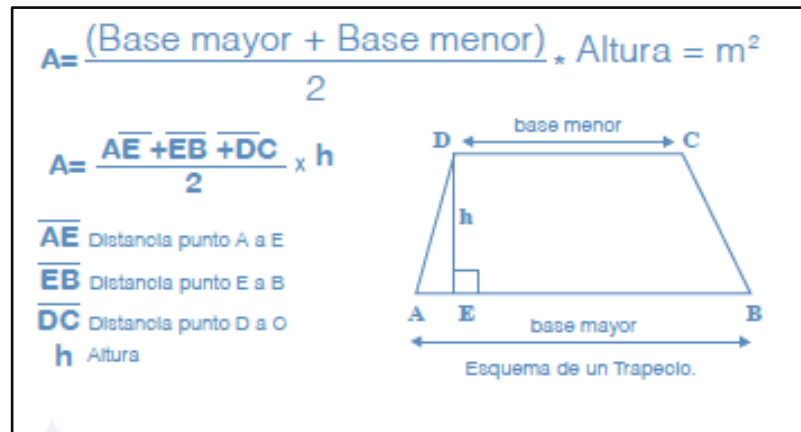 A= (Base mayor + Base menor) * Altura = m²
2
A= AE +EB +DC x h
2
AE Distancia punto A a E
EB Distancia punto E a B
DC Distancia punto D a O
h Altura
base menor
D C
h
A E B
base mayor
Esquema de un Trapecio.